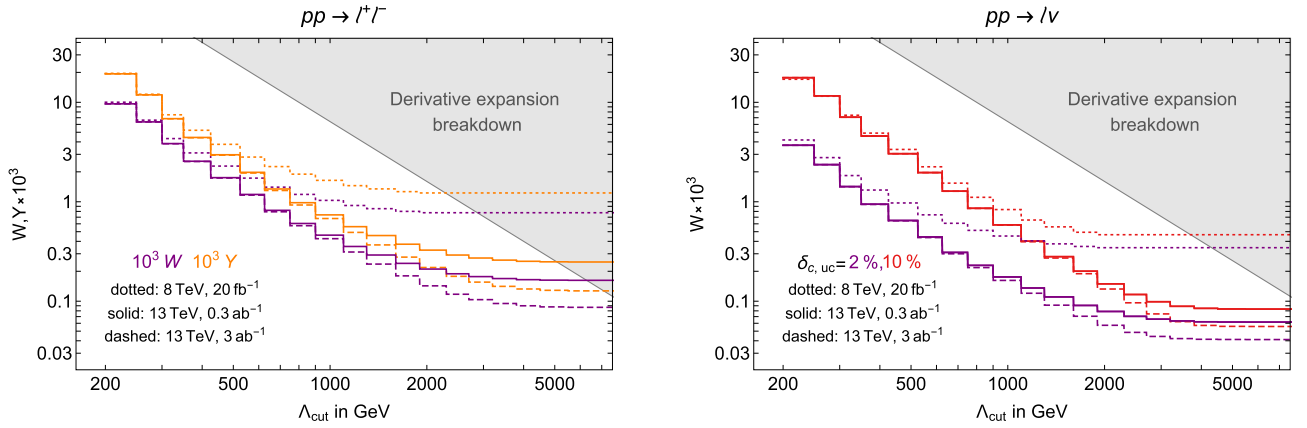 pp → l⁺l⁻
W, Y × 10³
30
10
3
1
0.3
0.1
0.03
Derivative expansion
breakdown
10³ W 10³ Y
dotted: 8 TeV, 20 fb⁻¹
solid: 13 TeV, 0.3 ab⁻¹
dashed: 13 TeV, 3 ab⁻¹
200 500 1000 2000 5000
Λcut in GeV
pp → lν
W × 10³
30
10
3
1
0.3
0.1
0.03
Derivative expansion
breakdown
δc, uc = 2 %, 10 %
dotted: 8 TeV, 20 fb⁻¹
solid: 13 TeV, 0.3 ab⁻¹
dashed: 13 TeV, 3 ab⁻¹
200 500 1000 2000 5000
Λcut in GeV